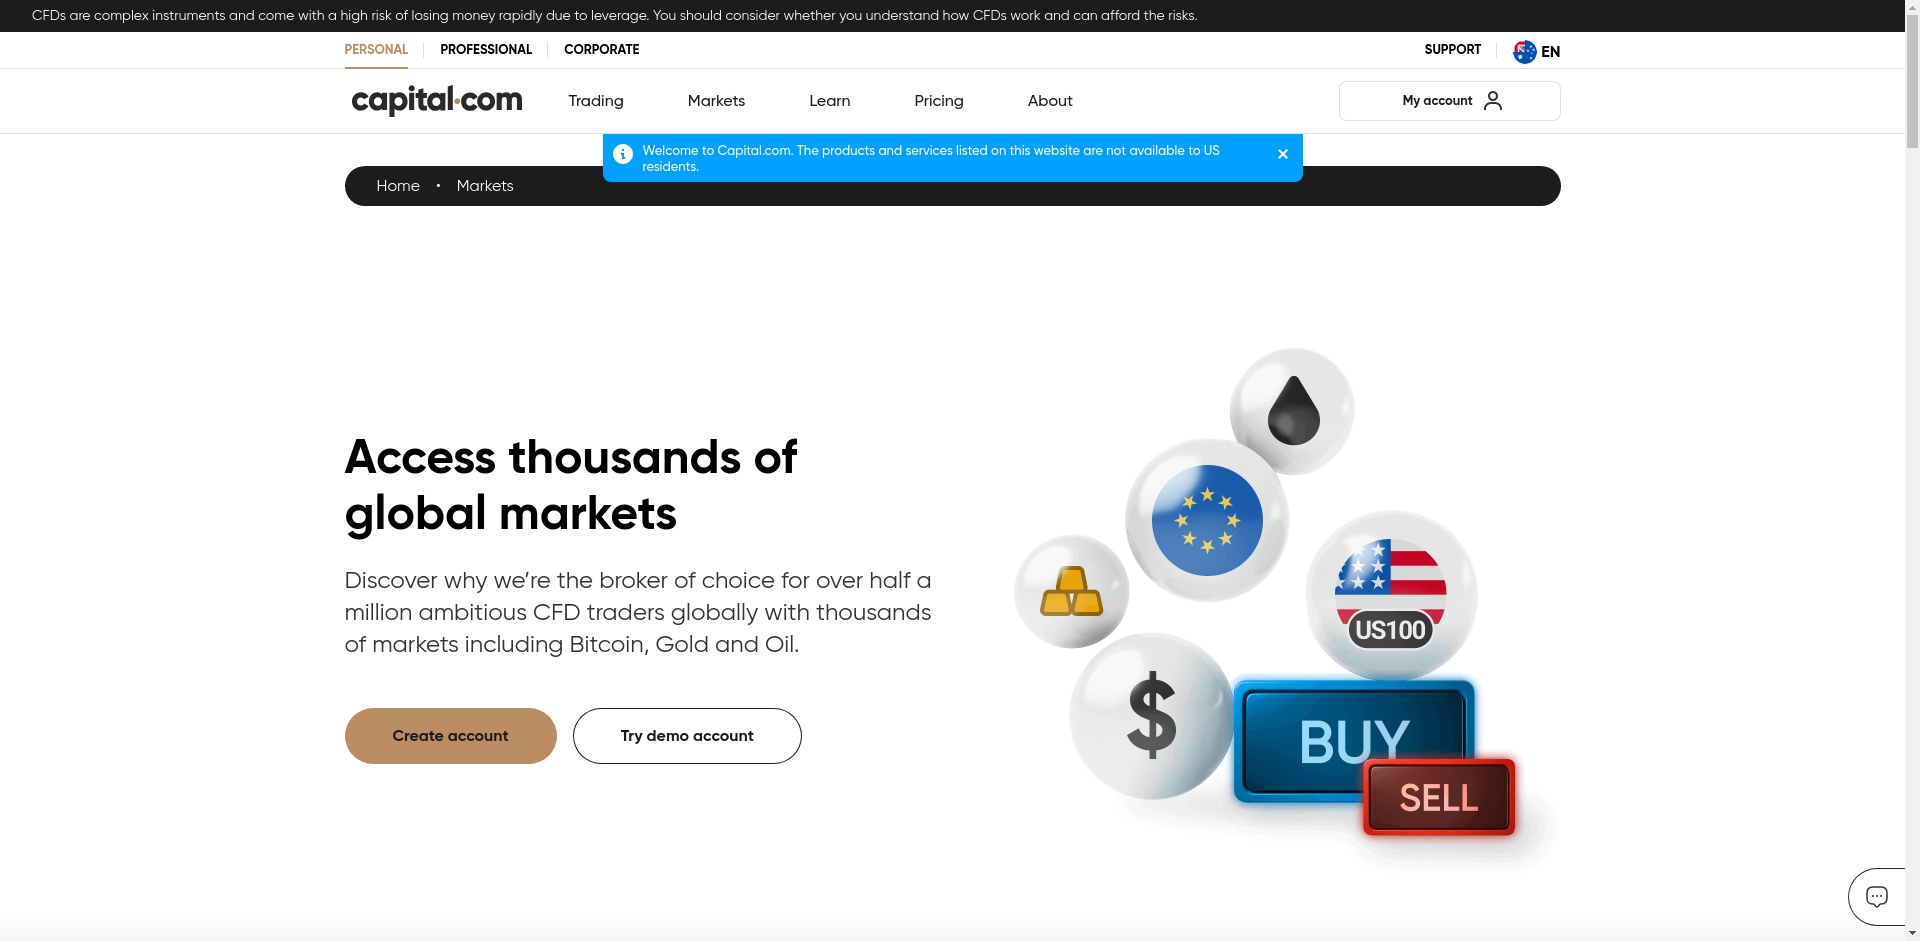 CFDs are complex instruments and come with a high risk of losing money rapidly due to leverage. You should consider whether you understand how CFDs work and can afford the risks.
PERSONAL
PROFESSIONAL
CORPORATE
SUPPORT
EN
capital.com
Trading
Markets
Learn
Pricing
About
My account
Welcome to Capital.com. The products and services listed on this website are not available to US
residents.
Home • Markets
Access thousands of
global markets
Discover why we’re the broker of choice for over half a
million ambitious CFD traders globally with thousands
of markets including Bitcoin, Gold and Oil.
Create account
Try demo account
US100
$
BUY
SELL